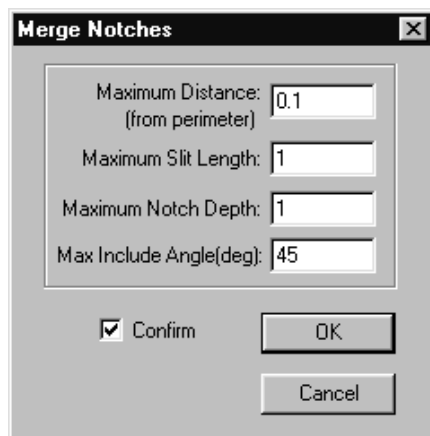 Merge Notches
Maximum Distance: 0.1
(from perimeter)
Maximum Slit Length: 1
Maximum Notch Depth: 1
Max Include Angle(deg): 45
Confirm OK
Cancel